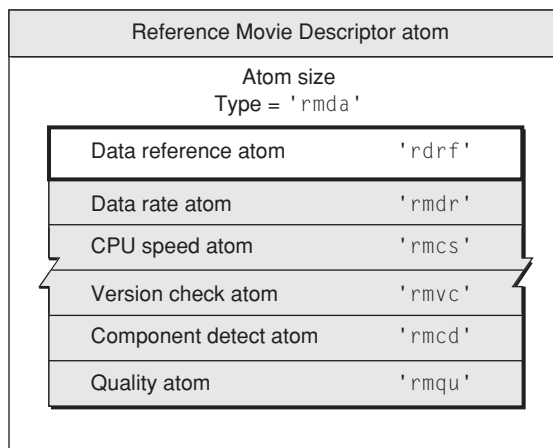 Reference Movie Descriptor atom
Atom size
Type = 'rmda'
Data reference atom 'rdrf'
Data rate atom 'rmdr'
CPU speed atom 'rmcs'
Version check atom 'rmvc'
Component detect atom 'rmcd'
Quality atom 'rmqu'